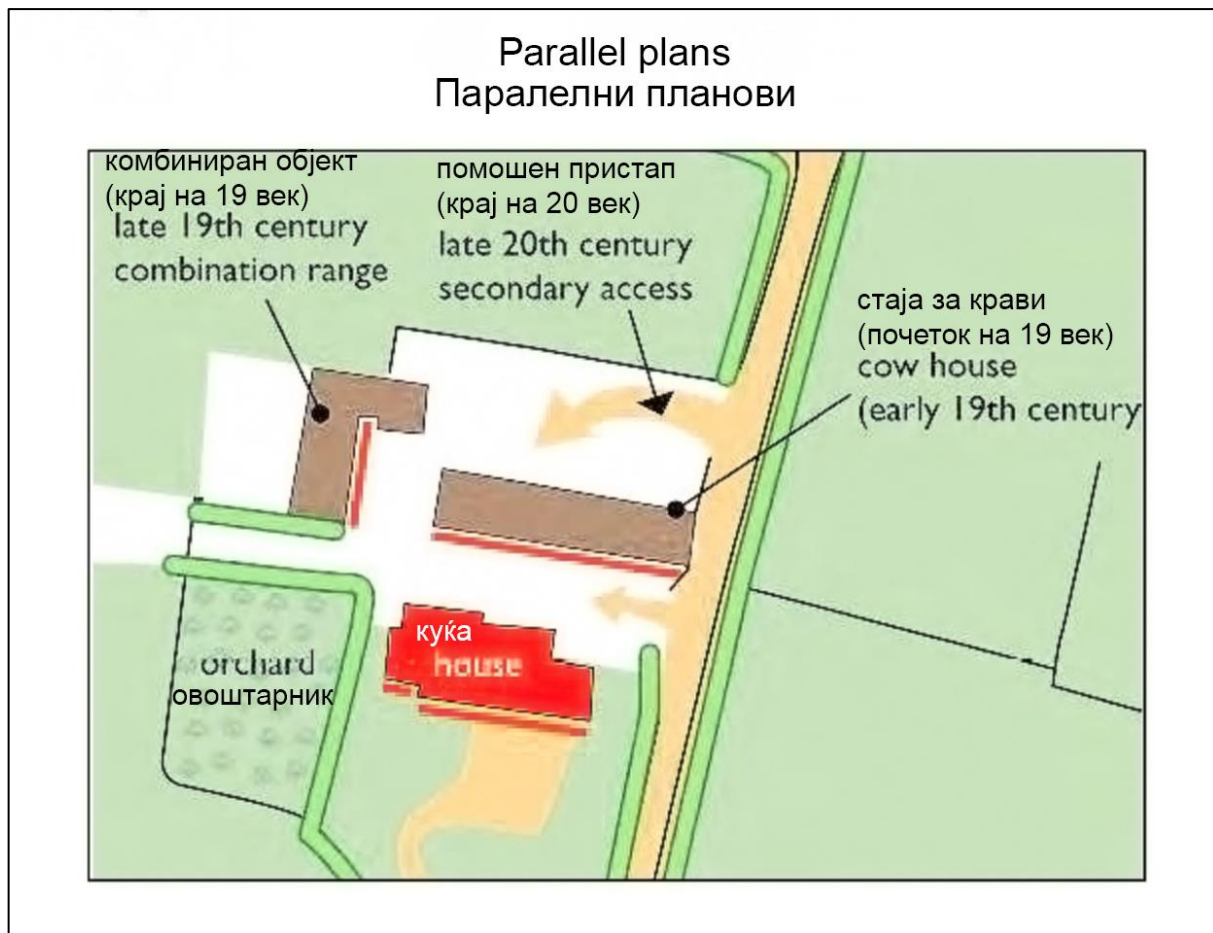 Parallel plans
Паралелни планови
комбиниран објект
(крај на 19 век)
late 19th century
combination range
помошен пристап
(крај на 20 век)
late 20th century
secondary access
стаја за крави
(почеток на 19 век)
cow house
(early 19th century
куќа
house
orchard
овоштарник